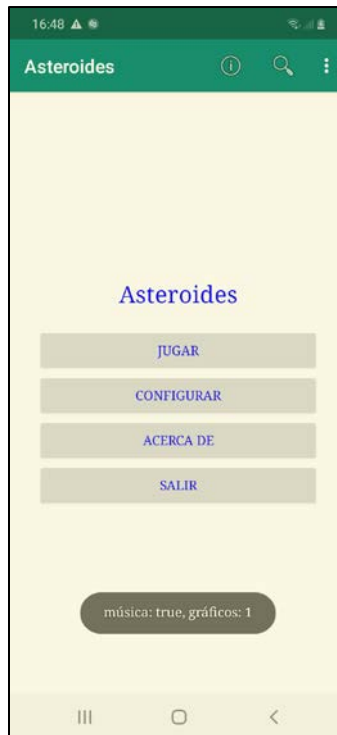 16:48
Asteroides
Asteroides
JUGAR
CONFIGURAR
ACERCA DE
SALIR
música: true, gráficos: 1